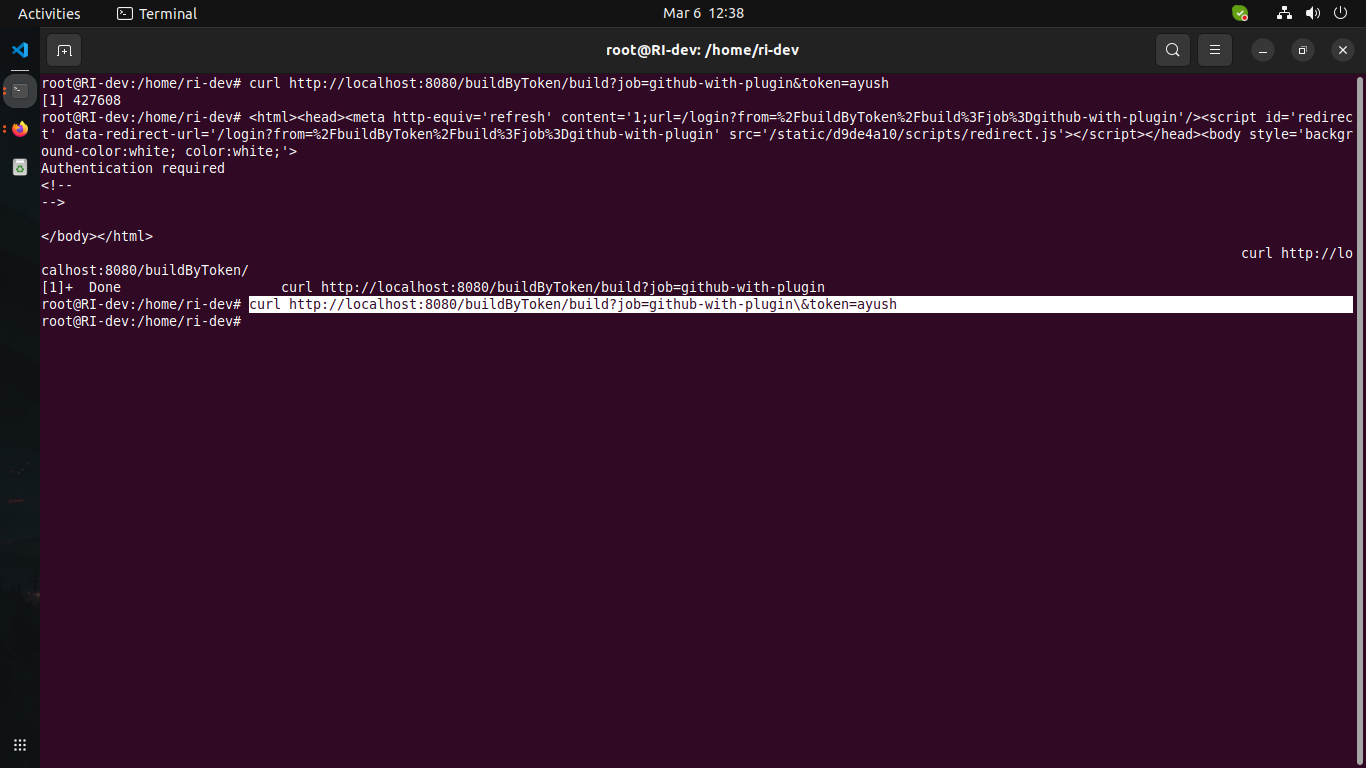 Activities
Terminal
Mar 6 12:38
root@RI-dev: /home/ri-dev
root@RI-dev:/home/ri-dev# curl http://localhost:8080/buildByToken/build?job=github-with-plugin&token=ayush
[1] 427608
root@RI-dev:/home/ri-dev# <html><head><meta http-equiv='refresh' content='1;url=/login?from=%2FbuildByToken%2Fbuild%3Fjob%3Dgithub-with-plugin'/><script id='redirec
t' data-redirect-url='/login?from=%2FbuildByToken%2Fbuild%3Fjob%3Dgithub-with-plugin' src='/static/d9de4a10/scripts/redirect.js'></script></head><body style='backgr
ound-color:white; color:white;'>
Authentication required
<!--
-->
</body></html>
curl http://lo
calhost:8080/buildByToken/
[1]+  Done                    curl http://localhost:8080/buildByToken/build?job=github-with-plugin
root@RI-dev:/home/ri-dev# curl http://localhost:8080/buildByToken/build?job=github-with-plugin\&token=ayush
root@RI-dev:/home/ri-dev#